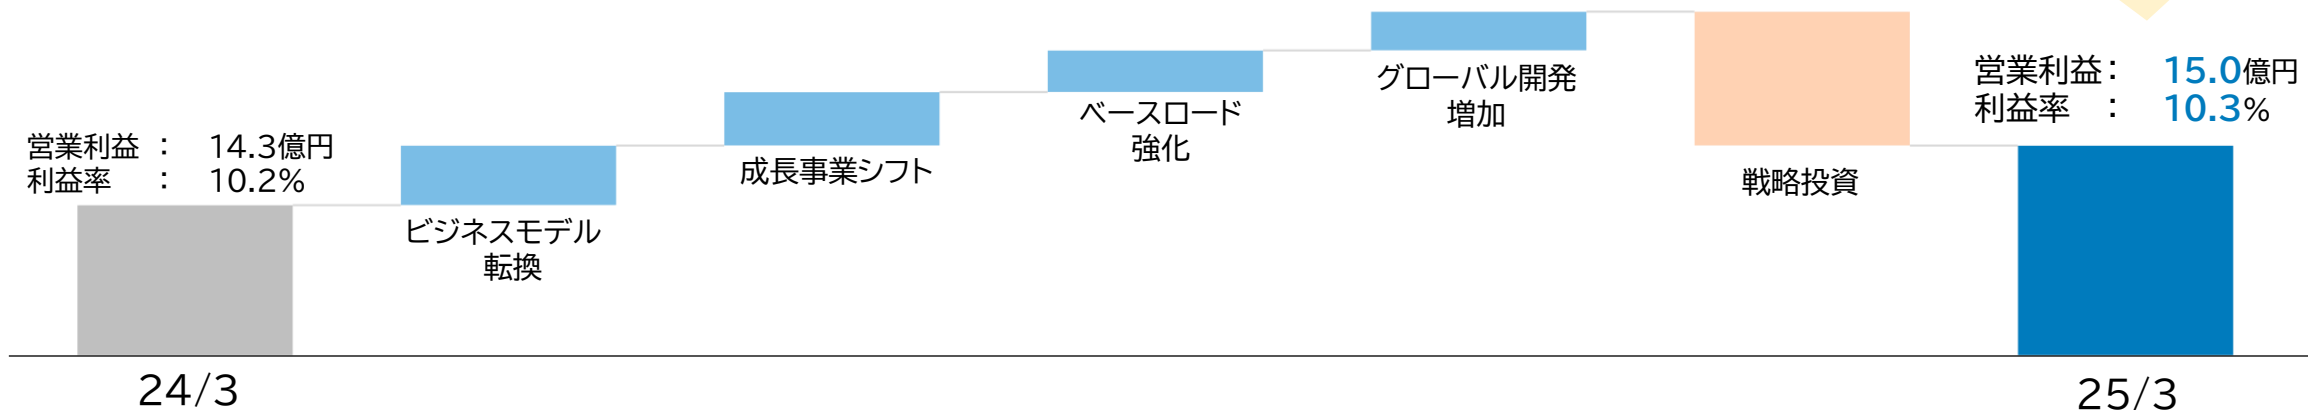 営業利益 ： 14.3億円
利益率 ： 10.2%
24/3
ビジネスモデル
転換
成長事業シフト
ベースロード
強化
グローバル開発
増加
戦略投資
営業利益： 15.0億円
利益率 ： 10.3%
25/3